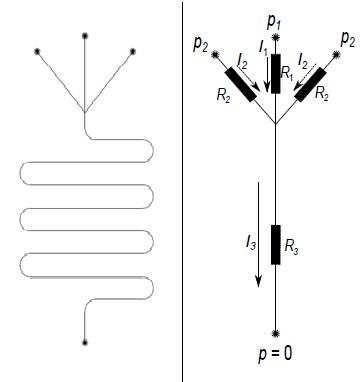 p₁
p₂ p₂
I₂ I₁ I₂
R₂ R₁ R₂
I₃ R₃
p = 0